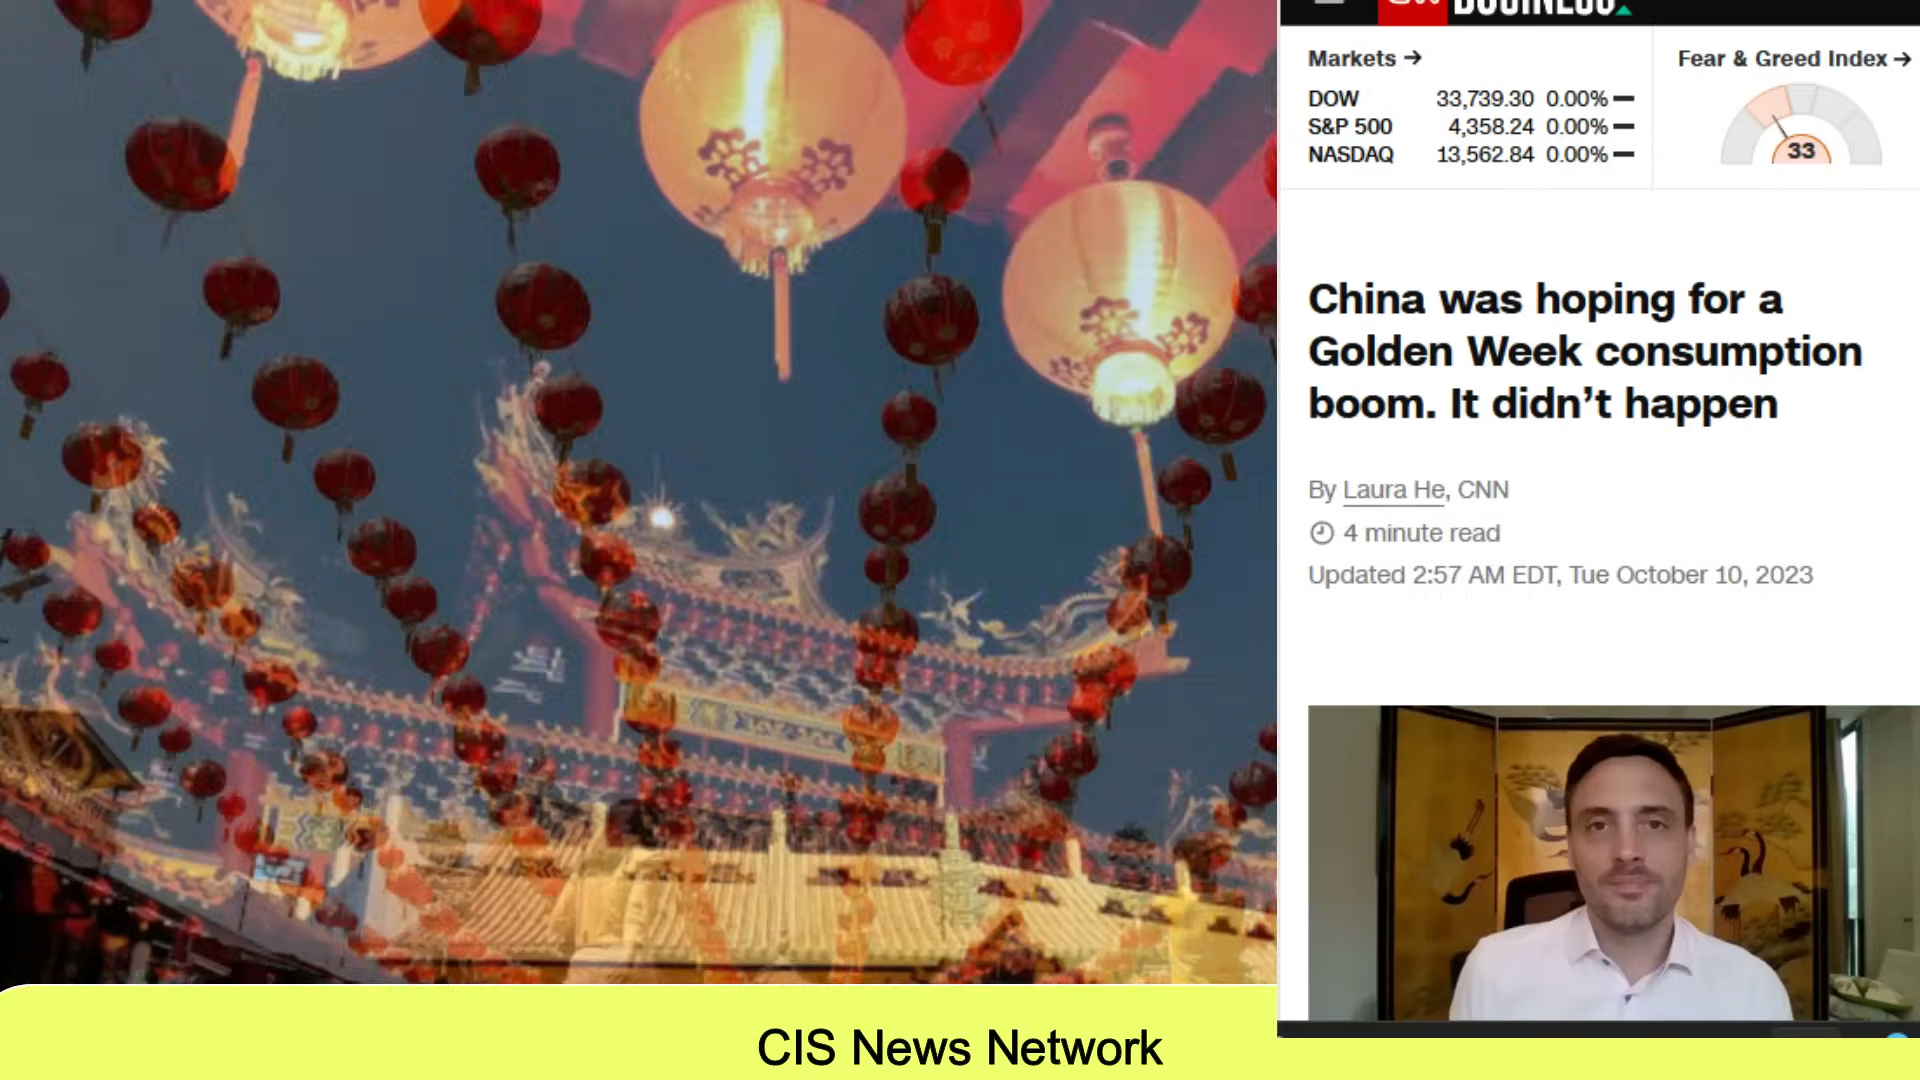 BUSINESS
Markets →
DOW 33,739.30 0.00%
S&P 500 4,358.24 0.00%
NASDAQ 13,562.84 0.00%
Fear & Greed Index →
33
China was hoping for a
Golden Week consumption
boom. It didn’t happen
By Laura He, CNN
4 minute read
Updated 2:57 AM EDT, Tue October 10, 2023
CIS News Network